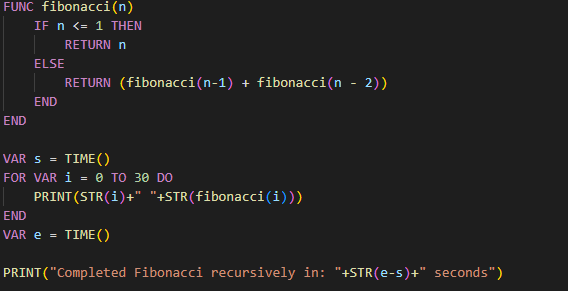 FUNC fibonacci(n)
    IF n <= 1 THEN
        RETURN n
    ELSE
        RETURN (fibonacci(n-1) + fibonacci(n - 2))
    END
END

VAR s = TIME()
FOR VAR i = 0 TO 30 DO
    PRINT(STR(i)+" "+STR(fibonacci(i)))
END
VAR e = TIME()

PRINT("Completed Fibonacci recursively in: "+STR(e-s)+" seconds")